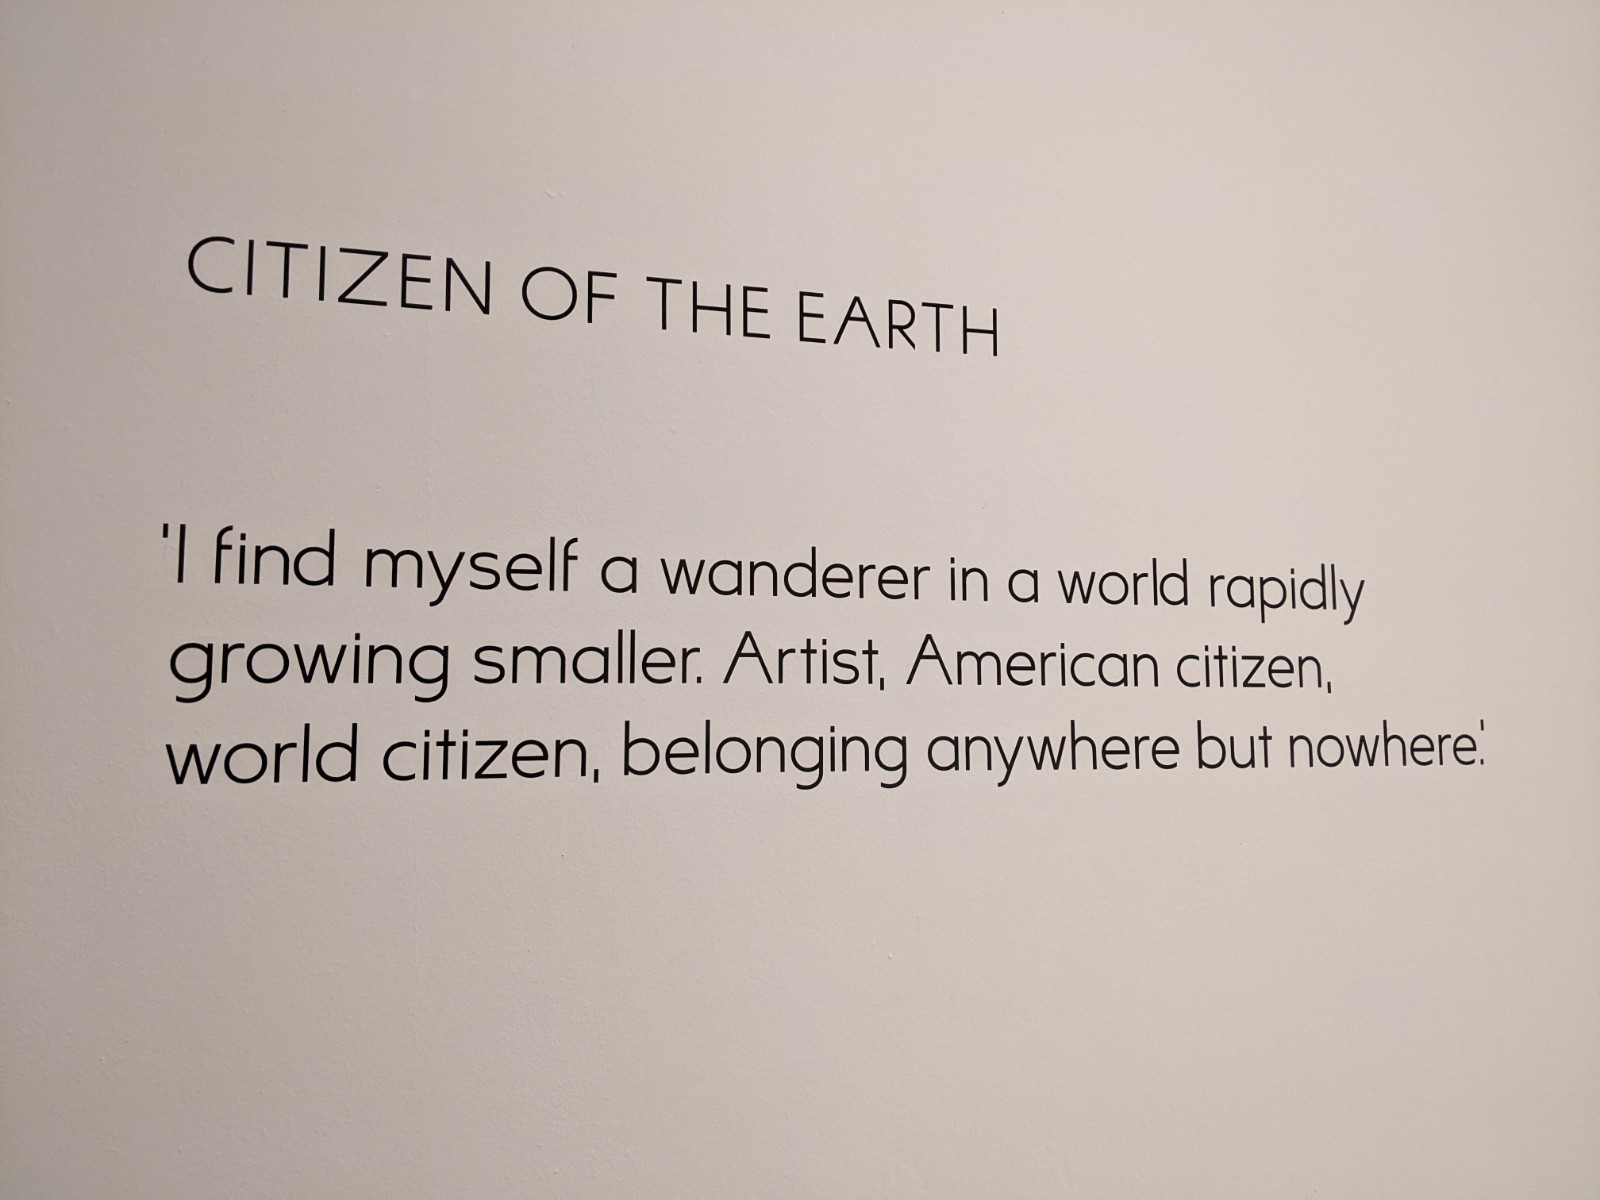 CITIZEN OF THE EARTH
'I find myself a wanderer in a world rapidly
growing smaller. Artist, American citizen,
world citizen, belonging anywhere but nowhere.'